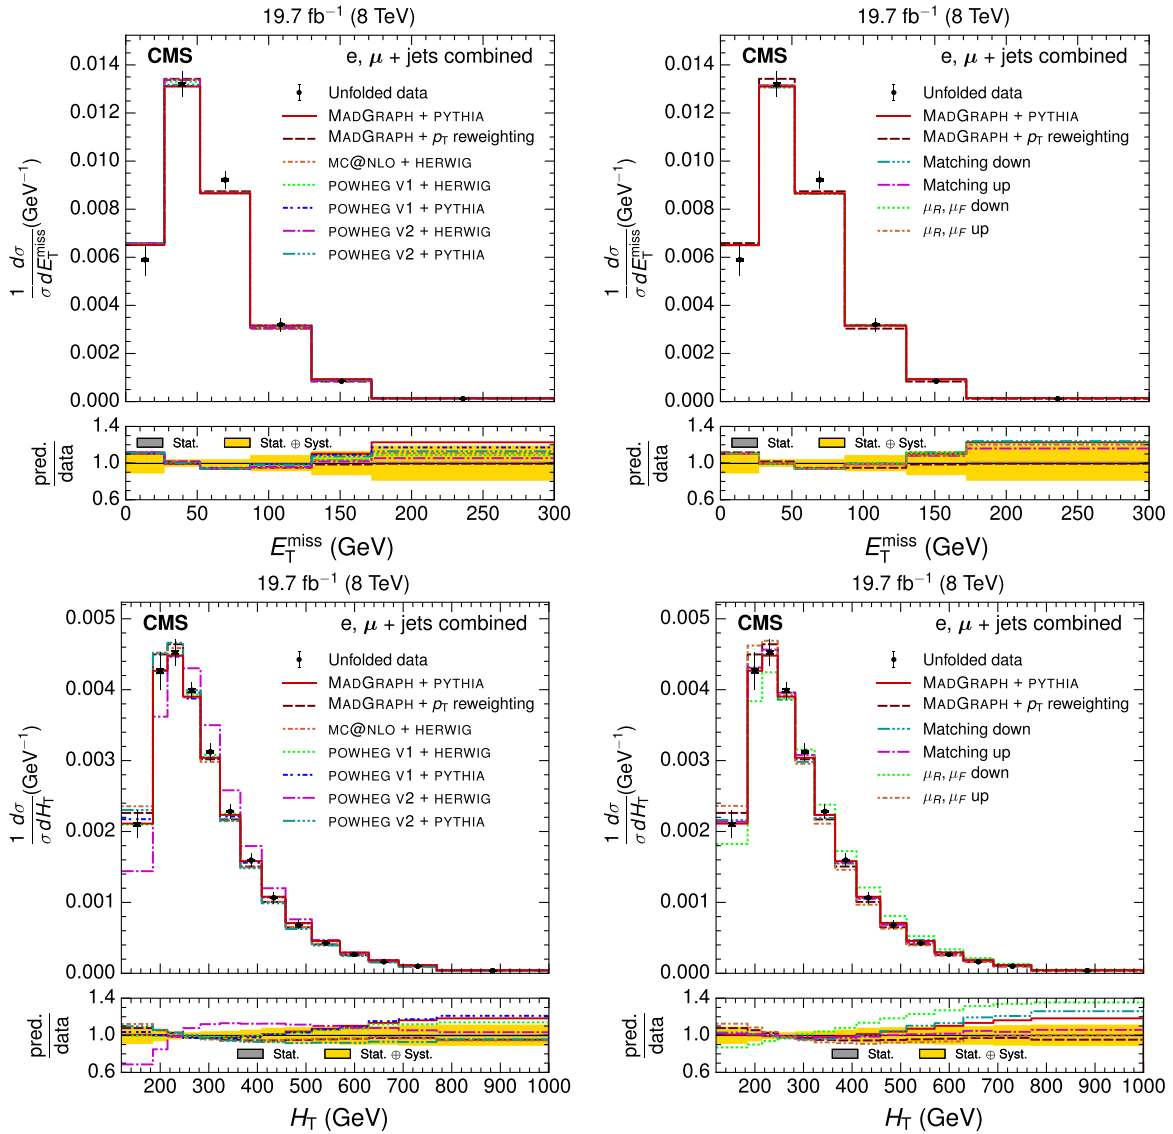 19.7 fb⁻¹ (8 TeV)
CMS
e, μ + jets combined
Unfolded data
MADGRAPH + PYTHIA
MADGRAPH + pT reweighting
MC@NLO + HERWIG
POWHEG V1 + HERWIG
POWHEG V1 + PYTHIA
POWHEG V2 + HERWIG
POWHEG V2 + PYTHIA
1/σ dσ/dE_T^miss (GeV⁻¹)
0.014
0.012
0.010
0.008
0.006
0.004
0.002
0.000
pred./data
1.4
1.0
0.6
Stat.
Stat. ⊕ Syst.
0 50 100 150 200 250 300
E_T^miss (GeV)
19.7 fb⁻¹ (8 TeV)
CMS
e, μ + jets combined
Unfolded data
MADGRAPH + PYTHIA
MADGRAPH + pT reweighting
Matching down
Matching up
μR, μF down
μR, μF up
1/σ dσ/dE_T^miss (GeV⁻¹)
0.014
0.012
0.010
0.008
0.006
0.004
0.002
0.000
pred./data
1.4
1.0
0.6
Stat.
Stat. ⊕ Syst.
0 50 100 150 200 250 300
E_T^miss (GeV)
19.7 fb⁻¹ (8 TeV)
CMS
e, μ + jets combined
Unfolded data
MADGRAPH + PYTHIA
MADGRAPH + pT reweighting
MC@NLO + HERWIG
POWHEG V1 + HERWIG
POWHEG V1 + PYTHIA
POWHEG V2 + HERWIG
POWHEG V2 + PYTHIA
1/σ dσ/dH_T (GeV⁻¹)
0.005
0.004
0.003
0.002
0.001
0.000
pred./data
1.4
1.0
0.6
Stat.
Stat. ⊕ Syst.
200 300 400 500 600 700 800 900 1000
H_T (GeV)
19.7 fb⁻¹ (8 TeV)
CMS
e, μ + jets combined
Unfolded data
MADGRAPH + PYTHIA
MADGRAPH + pT reweighting
Matching down
Matching up
μR, μF down
μR, μF up
1/σ dσ/dH_T (GeV⁻¹)
0.005
0.004
0.003
0.002
0.001
0.000
pred./data
1.4
1.0
0.6
Stat.
Stat. ⊕ Syst.
200 300 400 500 600 700 800 900 1000
H_T (GeV)